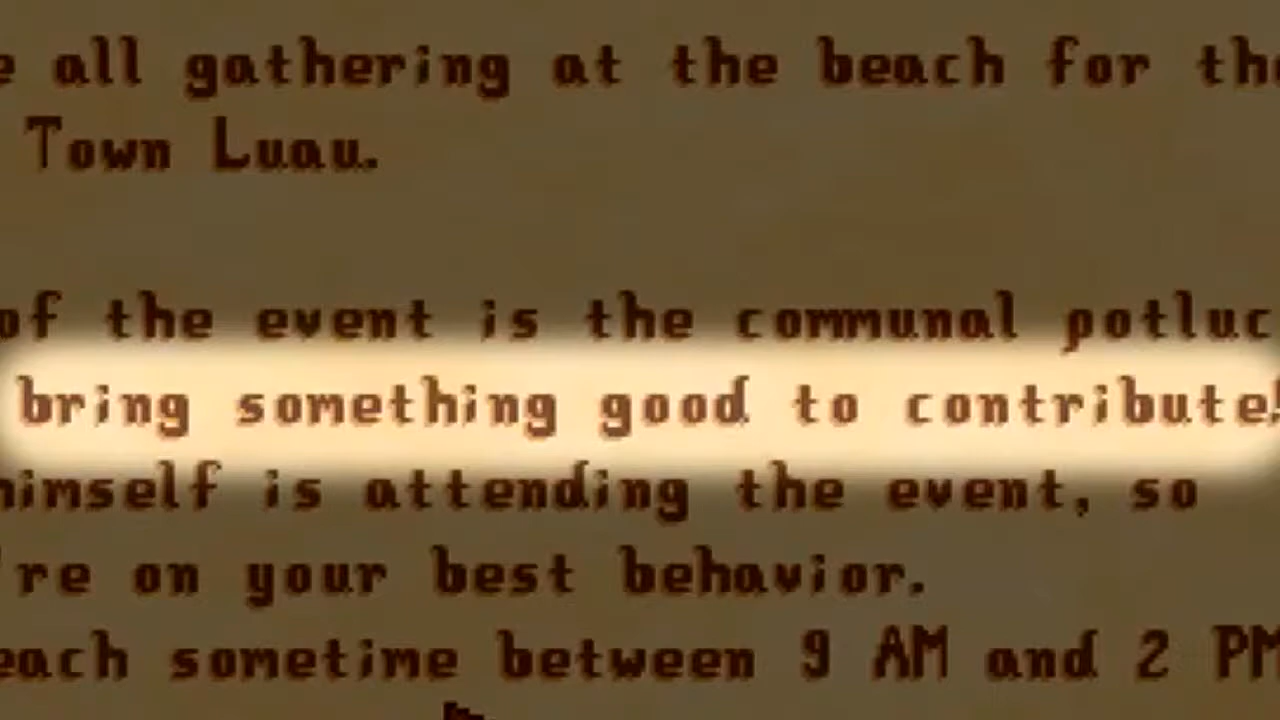 all gathering at the beach for the
Town Luau.
of the event is the communal potluc
bring something good to contribute!
himself is attending the event, so
're on your best behavior.
each sometime between 9 AM and 2 PM